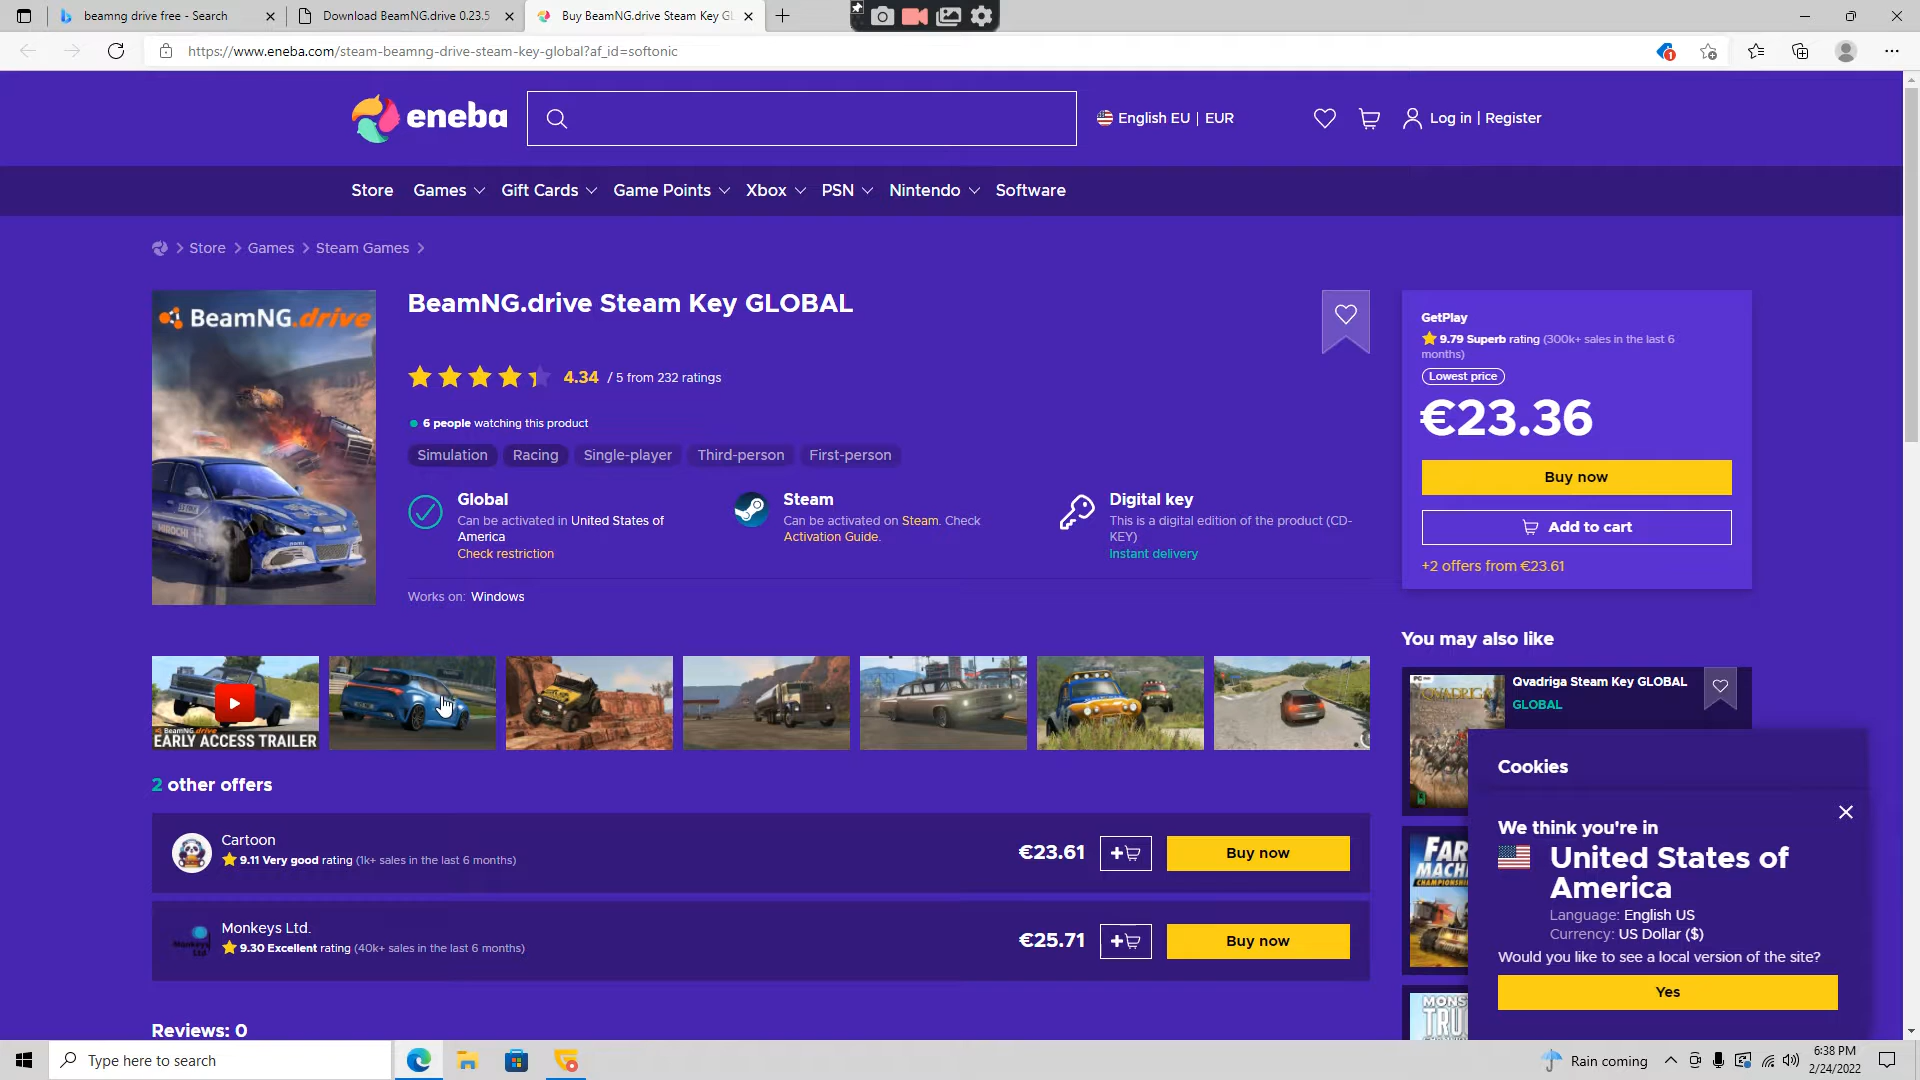 beamng drive free - Search
Download BeamNG.drive 0.23.5
Buy BeamNG.drive Steam Key GL
https://www.eneba.com/steam-beamng-drive-steam-key-global?af_id=softonic
1
eneba
English EU | EUR
Log in | Register
Store
Games
Gift Cards
Game Points
Xbox
PSN
Nintendo
Software
Store
Games
Steam Games
BeamNG.drive
BeamNG.drive Steam Key GLOBAL
4.34 / 5 from 232 ratings
6 people watching this product
Simulation
Racing
Single-player
Third-person
First-person
Global
Can be activated in United States of
America
Check restriction
Steam
Can be activated on Steam. Check
Activation Guide.
Digital key
This is a digital edition of the product (CD-
KEY)
Instant delivery
Works on: Windows
GetPlay
9.79 Superb rating (300k+ sales in the last 6
months)
Lowest price
€23.36
Buy now
Add to cart
+2 offers from €23.61
BeamNG.drive
EARLY ACCESS TRAILER
2 other offers
Cartoon
9.11 Very good rating (1k+ sales in the last 6 months)
€23.61
Buy now
Monkeys Ltd.
9.30 Excellent rating (40k+ sales in the last 6 months)
€25.71
Buy now
Reviews: 0
You may also like
QVADRIGA
Qvadriga Steam Key GLOBAL
GLOBAL
Cookies
We think you're in
United States of
America
Language: English US
Currency: US Dollar ($)
Would you like to see a local version of the site?
Yes
Type here to search
Rain coming
6:38 PM
2/24/2022